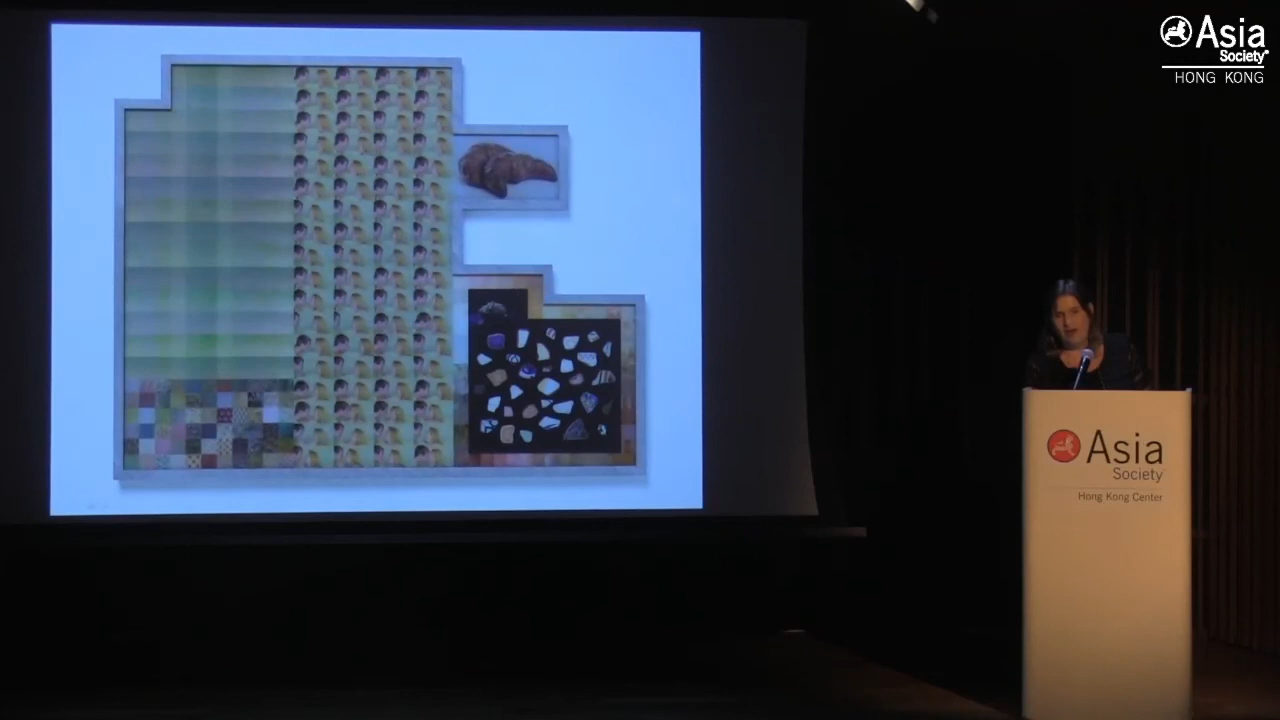 Asia
Society
HONG KONG
Asia
Society
Hong Kong Center